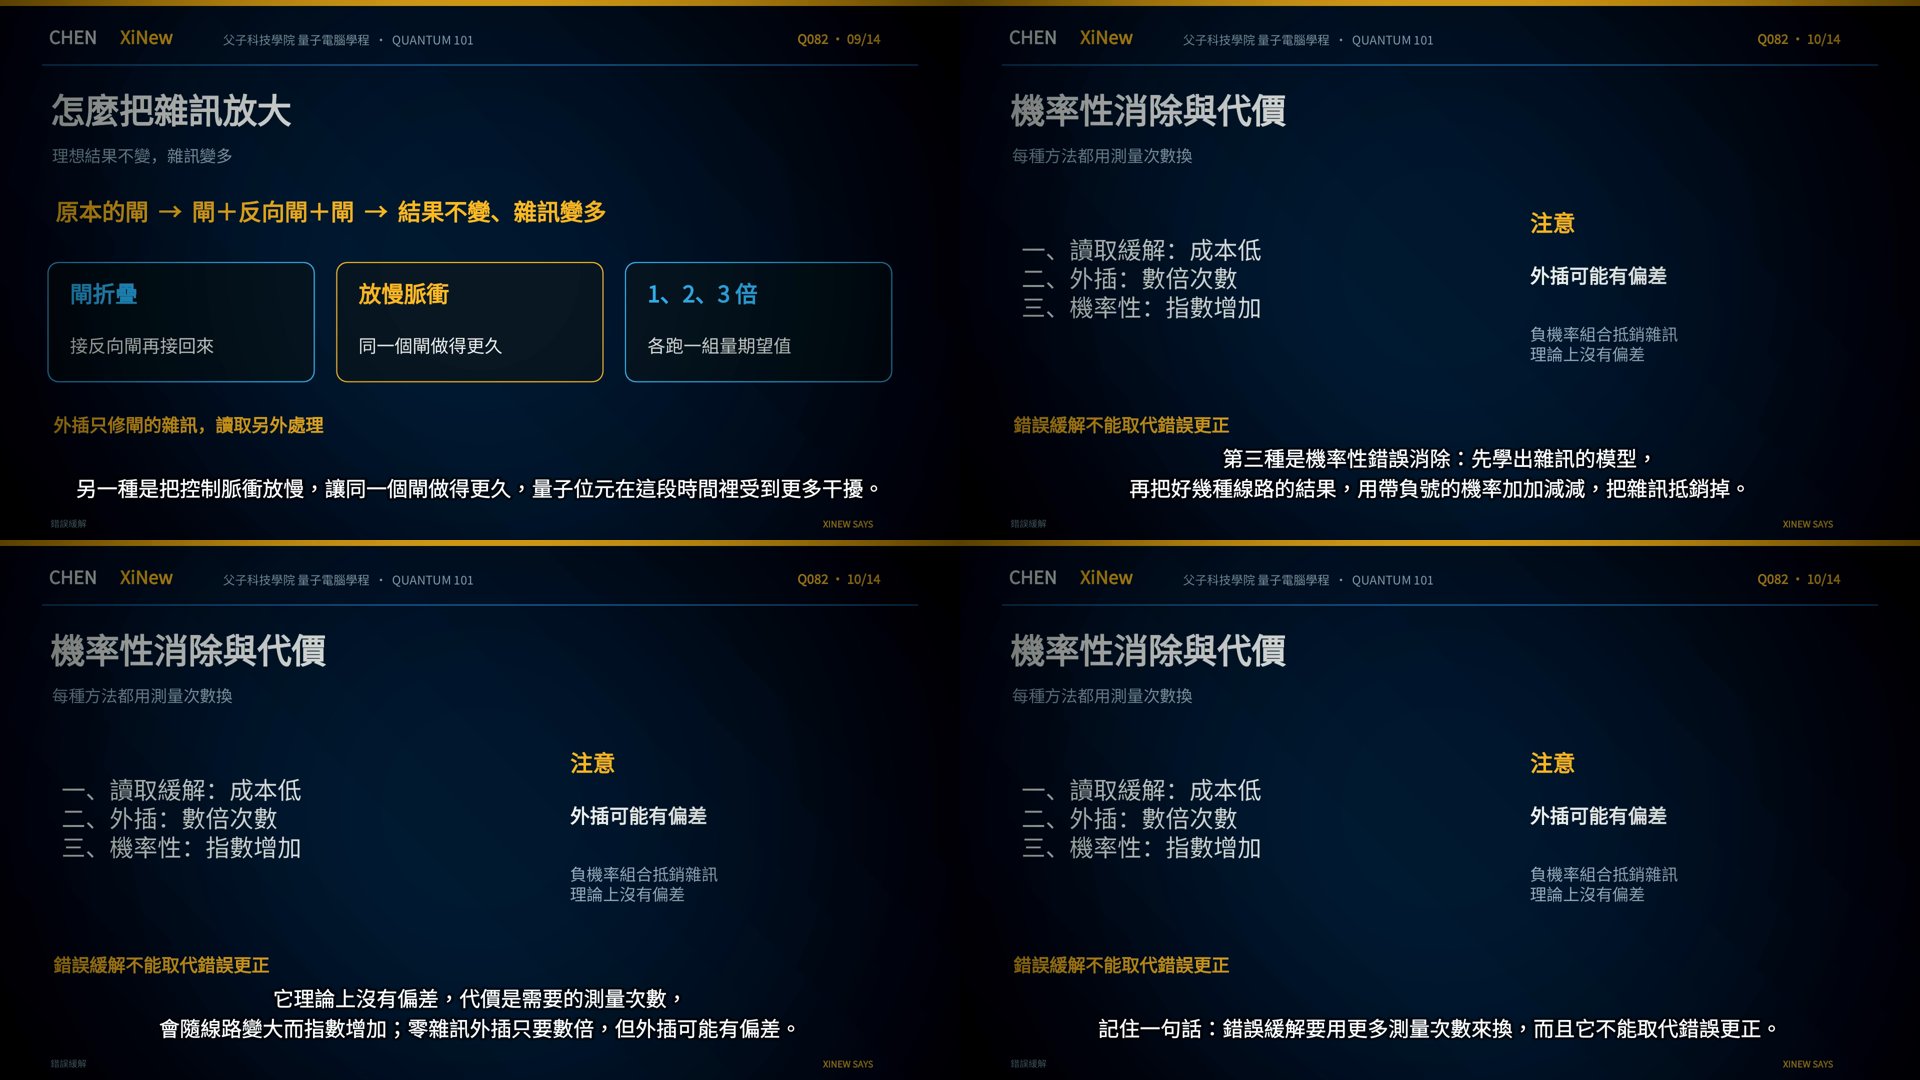 CHEN XiNew 父子科技學院 量子電腦學程 · QUANTUM 101 Q082 · 09/14
怎麼把雜訊放大
理想結果不變，雜訊變多
原本的閘 → 閘＋反向閘＋閘 → 結果不變、雜訊變多
閘折疊
接反向閘再接回來
放慢脈衝
同一個閘做得更久
1、2、3 倍
各跑一組量期望值
外插只修閘的雜訊，讀取另外處理
另一種是把控制脈衝放慢，讓同一個閘做得更久，量子位元在這段時間裡受到更多干擾。
錯誤緩解 XINEW SAYS
CHEN XiNew 父子科技學院 量子電腦學程 · QUANTUM 101 Q082 · 10/14
機率性消除與代價
每種方法都用測量次數換
一、讀取緩解：成本低
二、外插：數倍次數
三、機率性：指數增加
注意
外插可能有偏差
負機率組合抵銷雜訊
理論上沒有偏差
錯誤緩解不能取代錯誤更正
第三種是機率性錯誤消除：先學出雜訊的模型，
再把好幾種線路的結果，用帶負號的機率加加減減，把雜訊抵銷掉。
錯誤緩解 XINEW SAYS
CHEN XiNew 父子科技學院 量子電腦學程 · QUANTUM 101 Q082 · 10/14
機率性消除與代價
每種方法都用測量次數換
一、讀取緩解：成本低
二、外插：數倍次數
三、機率性：指數增加
注意
外插可能有偏差
負機率組合抵銷雜訊
理論上沒有偏差
錯誤緩解不能取代錯誤更正
它理論上沒有偏差，代價是需要的測量次數，
會隨線路變大而指數增加；零雜訊外插只要數倍，但外插可能有偏差。
錯誤緩解 XINEW SAYS
CHEN XiNew 父子科技學院 量子電腦學程 · QUANTUM 101 Q082 · 10/14
機率性消除與代價
每種方法都用測量次數換
一、讀取緩解：成本低
二、外插：數倍次數
三、機率性：指數增加
注意
外插可能有偏差
負機率組合抵銷雜訊
理論上沒有偏差
錯誤緩解不能取代錯誤更正
記住一句話：錯誤緩解要用更多測量次數來換，而且它不能取代錯誤更正。
錯誤緩解 XINEW SAYS